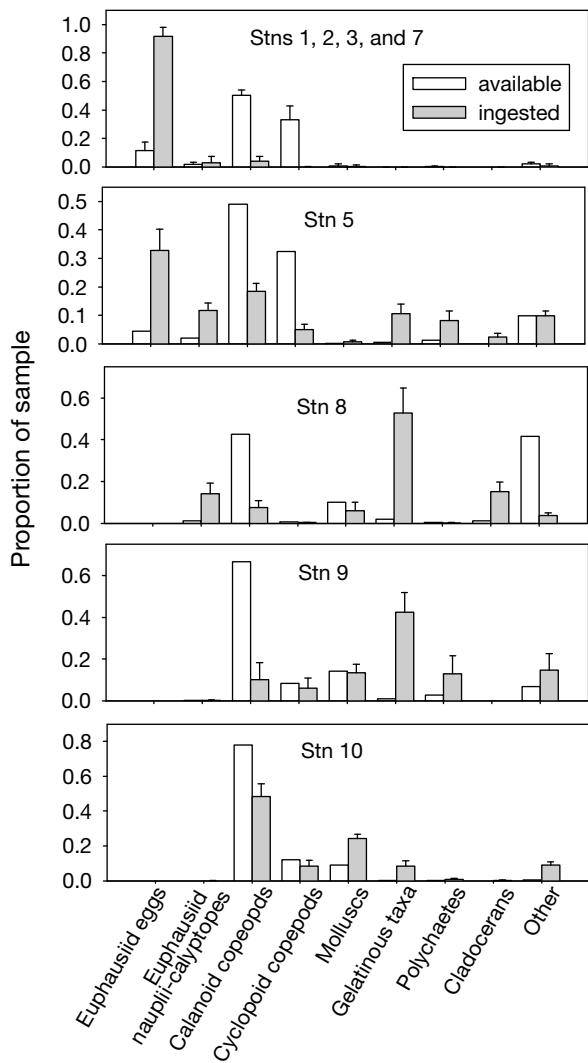 Proportion of sample
Stns 1, 2, 3, and 7
available
ingested
1.0
0.8
0.6
0.4
0.2
0.0
Stn 5
0.5
0.4
0.3
0.2
0.1
0.0
Stn 8
0.6
0.4
0.2
0.0
Stn 9
0.6
0.4
0.2
0.0
Stn 10
0.8
0.6
0.4
0.2
0.0
Euphausiid eggs
Euphausiid
nauplii-calyptopes
Calanoid copeopds
Cyclopoid copepods
Molluscs
Gelatinous taxa
Polychaetes
Cladocerans
Other